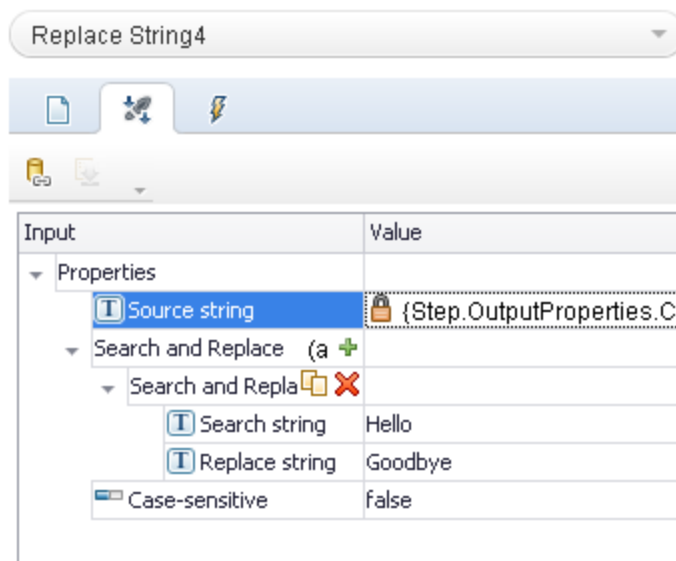 Replace String4
Input Value
Properties
Source string {Step.OutputProperties.C
Search and Replace (a
Search and Repla
Search string Hello
Replace string Goodbye
Case-sensitive false